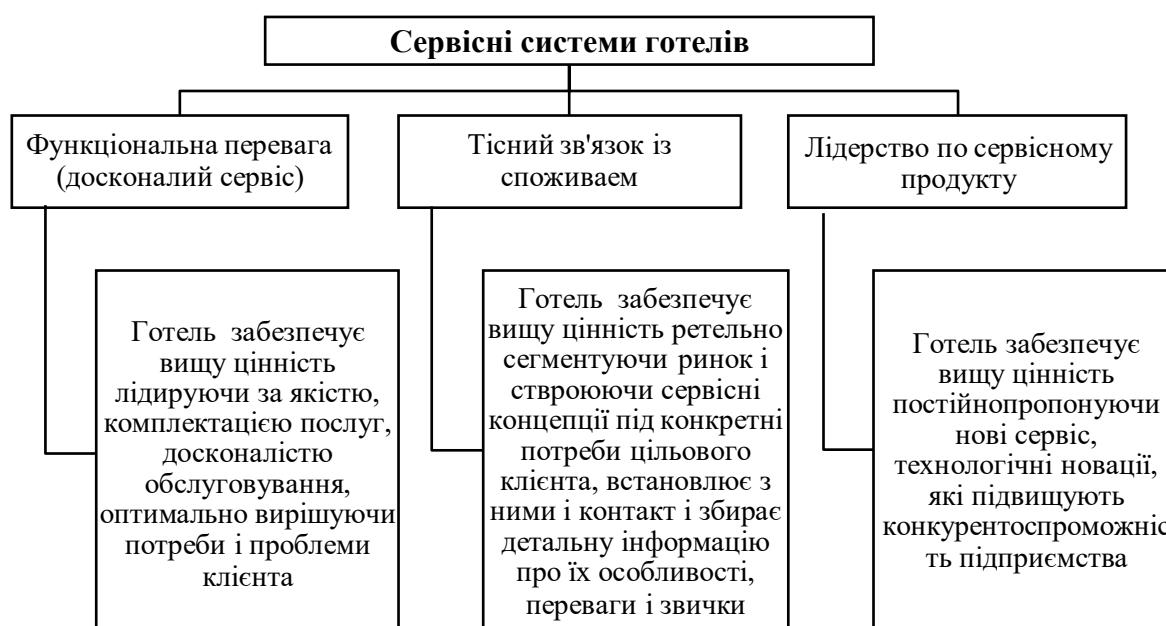 Сервісні системи готелів
Функціональна перевага
(досконалий сервіс)
Тісний зв'язок із
споживаем
Лідерство по сервісному
продукту
Готель забезпечує
вищу цінність
лідируючи за якістю,
комплектацією послуг,
досконалістю
обслуговування,
оптимально вирішуючи
потреби і проблеми
клієнта
Готель забезпечує
вищу цінність ретельно
сегментуючи ринок і
ствроюючи сервісні
концепції під конкретні
потреби цільового
клієнта, встановлює з
ними і контакт і збирає
детальну інформацію
про їх особливості,
переваги і звички
Готель забезпечує
вищу цінність
постійнопропонуючи
нові сервіс,
технологічні новації,
які підвищують
конкурентоспроможніс
ть підприємства